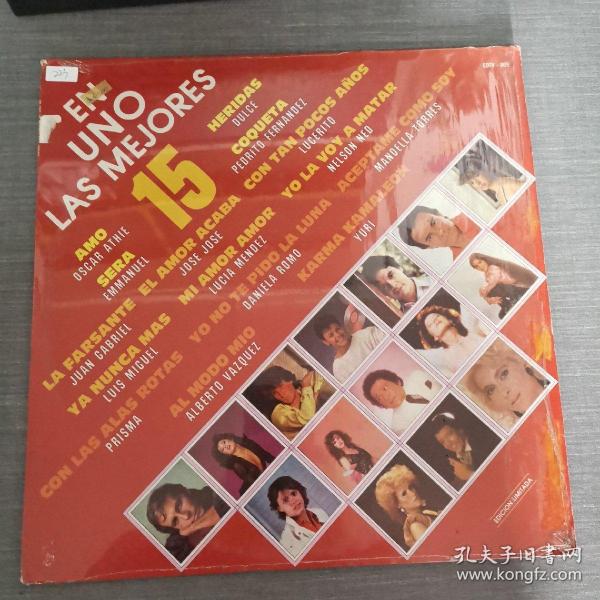 223
EN
UNO
LAS MEJORES
15
HERIDAS
DULCE
COQUETA
PEDRITO FERNANDEZ
CON TAN POCOS AÑOS
LUCERITO
YO LA VOY A MATAR
NELSON NED
ACEPTAME COMO SOY
MANOELLA TORRES
AMO
OSCAR ATHIE
SERA
EMMANUEL
EL AMOR ACABA
JOSE JOSE
MI AMOR AMOR
LUCIA MENDEZ
YO NO TE PIDO LA LUNA
DANIELA ROMO
KARMA KAMALEON
YURI
LA FARSANTE
JUAN GABRIEL
YA NUNCA MAS
LUIS MIGUEL
CON LAS ALAS ROTAS
PRISMA
AL MODO MIO
ALBERTO VAZQUEZ
EDICION LIMITADA
孔夫子旧书网
www.kongfz.com